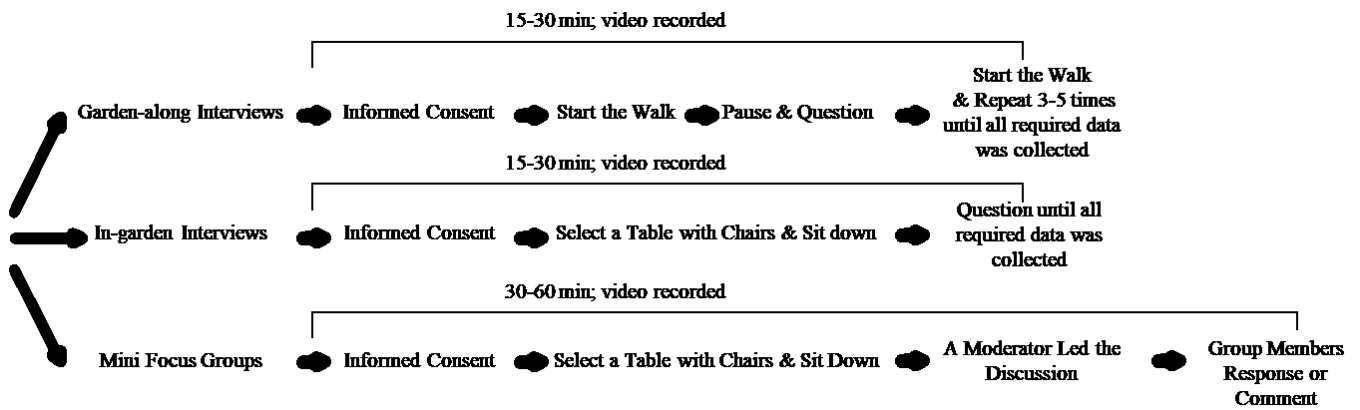 15-30 min; video recorded
Garden-along Interviews
Informed Consent
Start the Walk
Pause & Question
Start the Walk
& Repeat 3-5 times
until all required data
was collected
15-30 min; video recorded
In-garden Interviews
Informed Consent
Select a Table with Chairs & Sit down
Question until all
required data was
collected
30-60 min; video recorded
Mini Focus Groups
Informed Consent
Select a Table with Chairs & Sit Down
A Moderator Led the
Discussion
Group Members
Response or
Comment